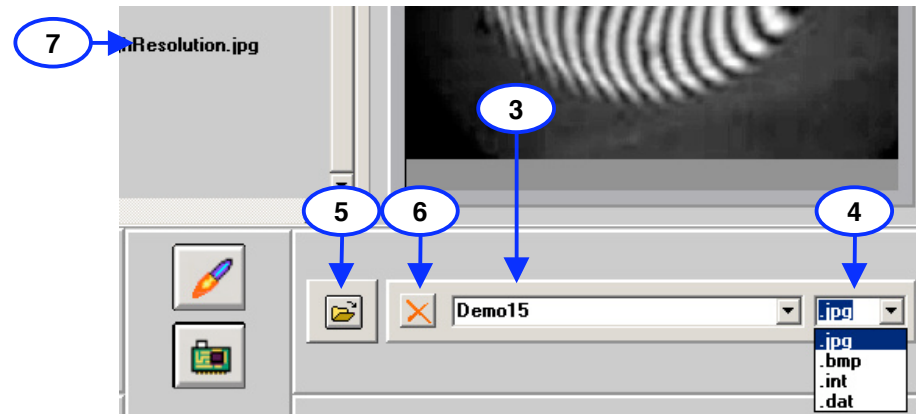 7
hResolution.jpg
3
5
6
4
Demo15
.jpg
.jpg
.bmp
.int
.dat